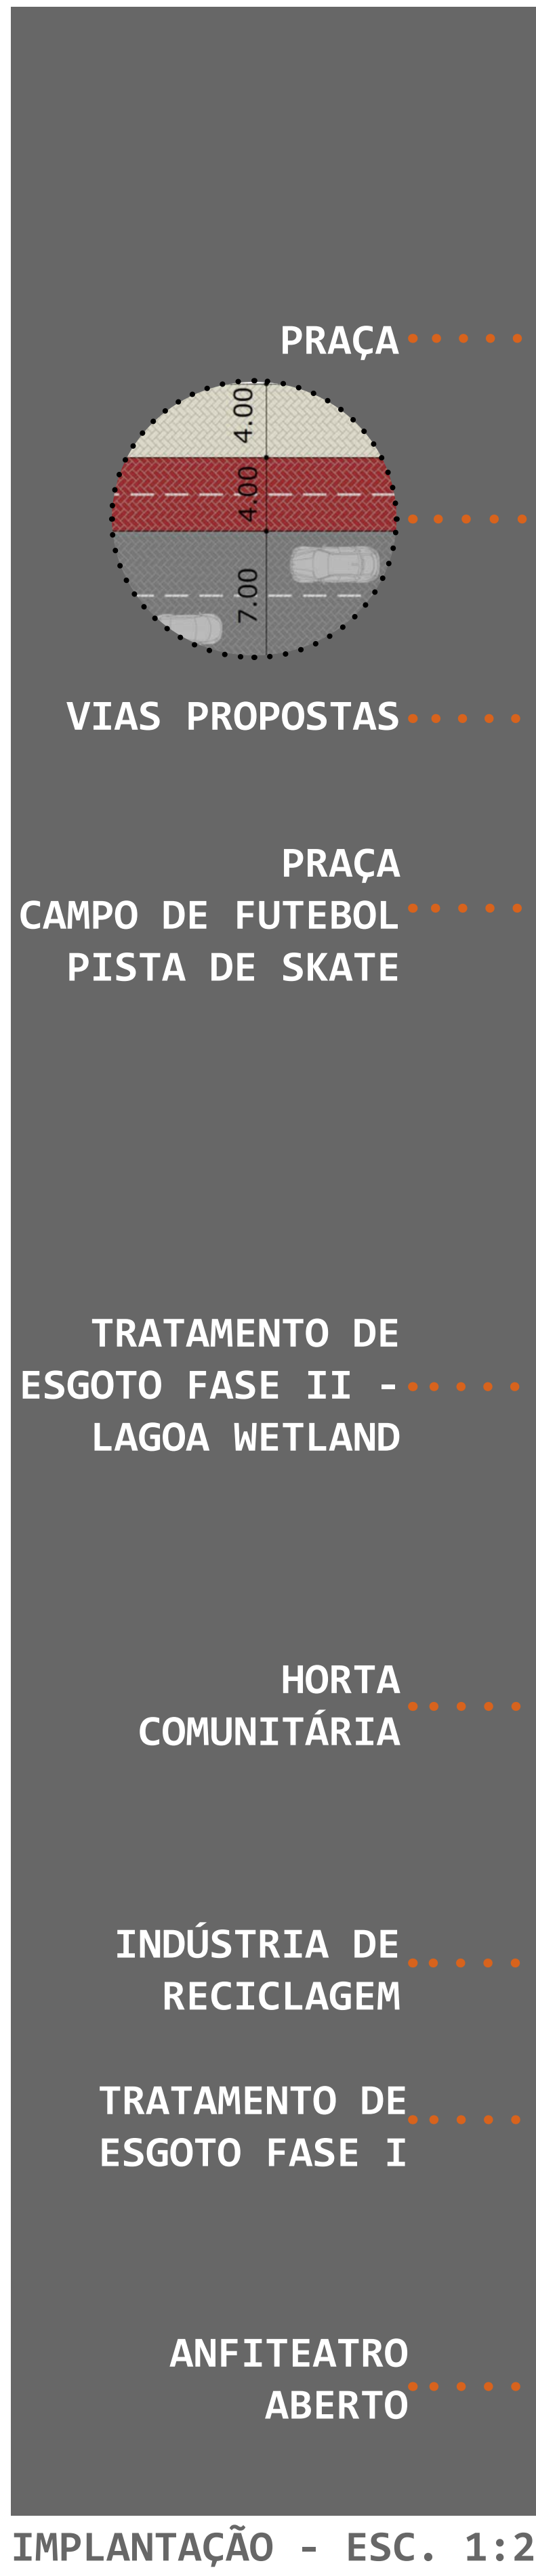 PRAÇA
4.00
4.00
7.00
VIAS PROPOSTAS
PRAÇA
CAMPO DE FUTEBOL
PISTA DE SKATE
TRATAMENTO DE
ESGOTO FASE II -
LAGOA WETLAND
HORTA
COMUNITÁRIA
INDÚSTRIA DE
RECICLAGEM
TRATAMENTO DE
ESGOTO FASE I
ANFITEATRO
ABERTO
IMPLANTAÇÃO - ESC. 1:2